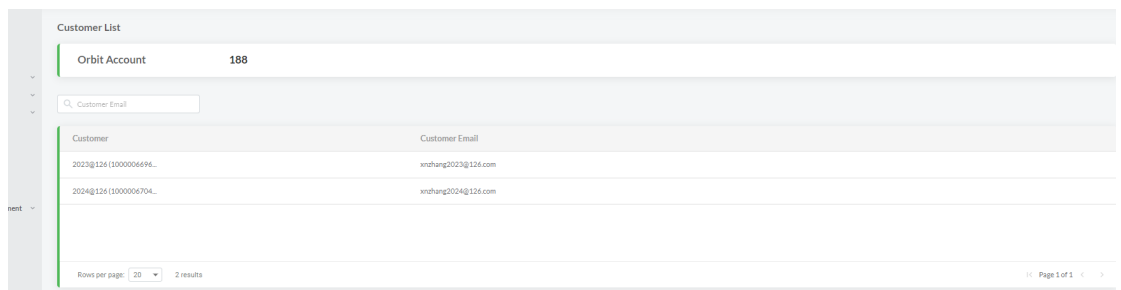 Customer List
Orbit Account 188
Customer Email
Customer Customer Email
2023@126 (1000006696... xnzhang2023@126.com
2024@126 (1000006704... xnzhang2024@126.com
ment
Rows per page: 20 2 results Page 1 of 1